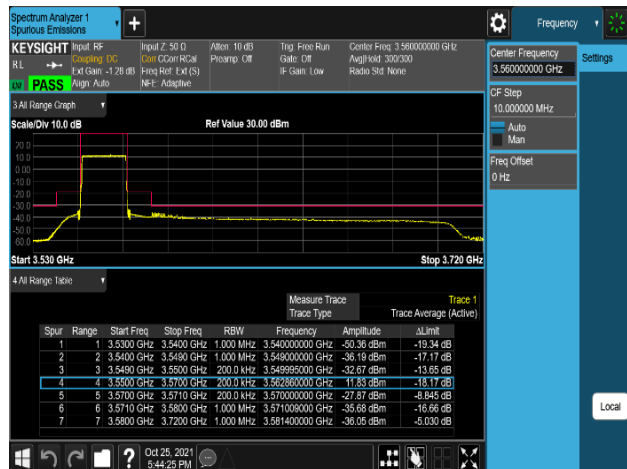 Spectrum Analyzer 1
Spurious Emissions
Frequency
KEYSIGHT Input: RF Input Z: 50 Ω Atten: 10 dB Trig: Free Run Center Freq: 3.560000000 GHz
RL Coupling: DC Corr CCorr RCal Preamp: Off Gate: Off Avg|Hold: 300/300
Ext Gain: -1.28 dB Freq Ref: Ext (S) IF Gain: Low Radio Std: None
LXI PASS Align: Auto NFE: Adaptive
Center Frequency
3.560000000 GHz
Settings
CF Step
10.000000 MHz
Auto
Man
Freq Offset
0 Hz
3 All Range Graph
Scale/Div 10.0 dB Ref Value 30.00 dBm
20.0
10.0
0.00
-10.0
-20.0
-30.0
-40.0
-50.0
-60.0
Start 3.530 GHz Stop 3.720 GHz
4 All Range Table
Measure Trace Trace 1
Trace Type Trace Average (Active)
Spur Range Start Freq Stop Freq RBW Frequency Amplitude ΔLimit
1 1 3.5300 GHz 3.5400 GHz 1.000 MHz 3.540000000 GHz -50.36 dBm -19.34 dB
2 2 3.5400 GHz 3.5490 GHz 1.000 MHz 3.549000000 GHz -36.19 dBm -17.17 dB
3 3 3.5490 GHz 3.5500 GHz 200.0 kHz 3.549995000 GHz -32.67 dBm -13.65 dB
4 4 3.5500 GHz 3.5700 GHz 200.0 kHz 3.562860000 GHz 11.83 dBm -18.17 dB
5 5 3.5700 GHz 3.5710 GHz 200.0 kHz 3.570000000 GHz -27.87 dBm -8.845 dB
6 6 3.5710 GHz 3.5800 GHz 1.000 MHz 3.571009000 GHz -35.68 dBm -16.66 dB
7 7 3.5800 GHz 3.7200 GHz 1.000 MHz 3.581400000 GHz -36.05 dBm -5.030 dB
Local
Oct 25, 2021
5:44:25 PM